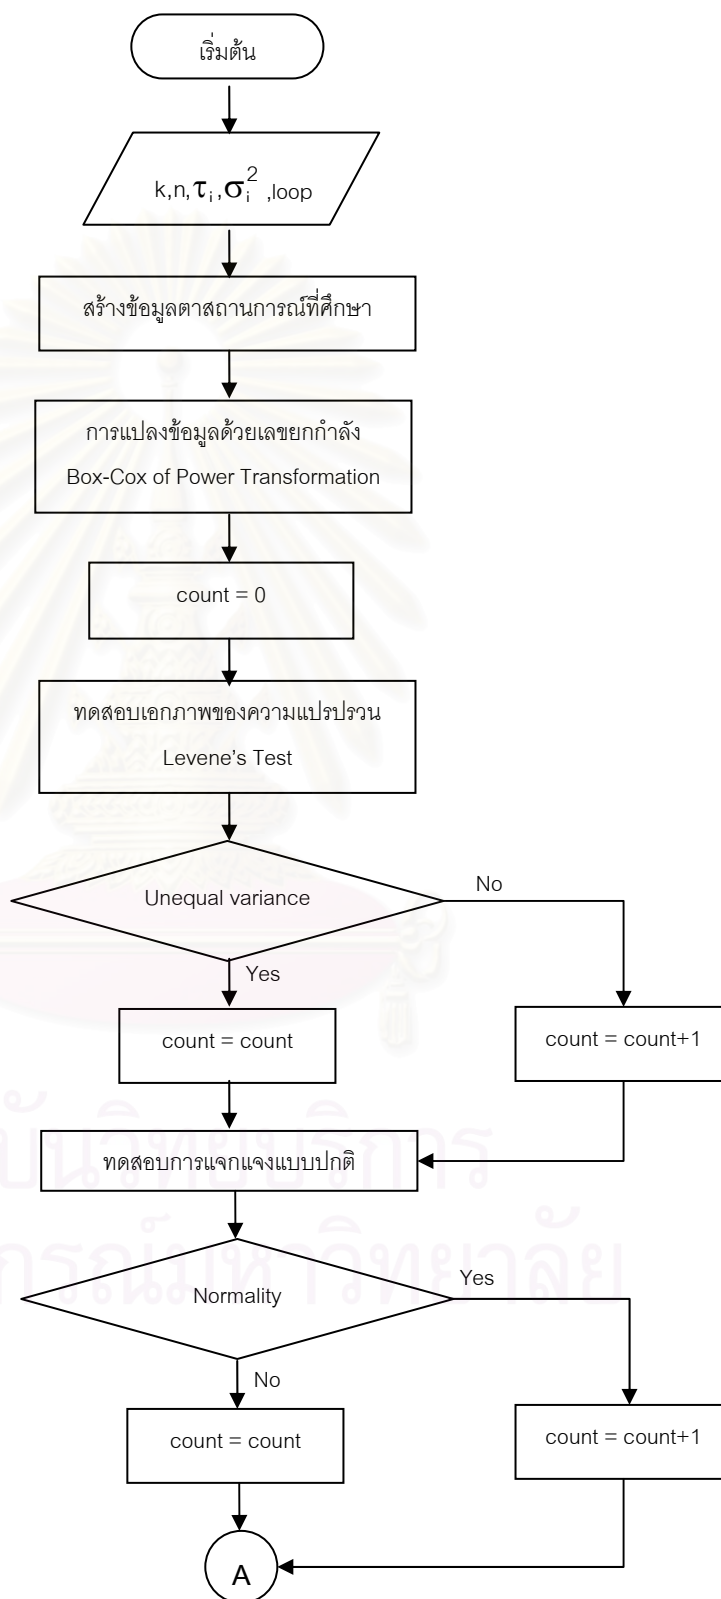 เริ่มต้น
k,n,τᵢ,σᵢ² ,loop
สร้างข้อมูลตาสถานการณ์ที่ศึกษา
การแปลงข้อมูลด้วยเลขยกกำลัง
Box-Cox of Power Transformation
count = 0
ทดสอบเอกภาพของความแปรปรวน
Levene's Test
Unequal variance
No
Yes
count = count
count = count+1
ทดสอบการแจกแจงแบบปกติ
Normality
Yes
No
count = count
count = count+1
A